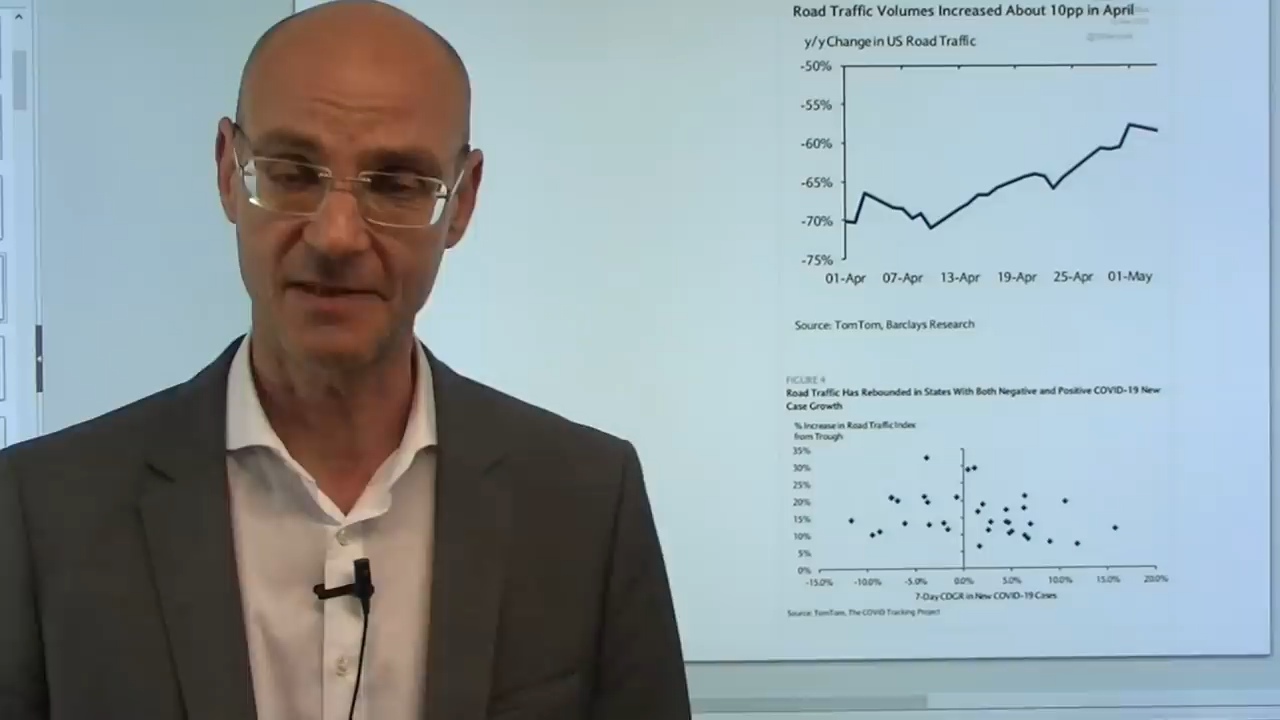 Road Traffic Volumes Increased About 10pp in April
y/y Change in US Road Traffic
-50%
-55%
-60%
-65%
-70%
-75%
01-Apr 07-Apr 13-Apr 19-Apr 25-Apr 01-May
Source: TomTom, Barclays Research
FIGURE 4
Road Traffic Has Rebounded in States With Both Negative and Positive COVID-19 New
Case Growth
% Increase in Road Traffic Index
from Trough
35%
30%
25%
20%
15%
10%
5%
0%
-15.0% -10.0% -5.0% 0.0% 5.0% 10.0% 15.0% 20.0%
7-Day CDGR in New COVID-19 Cases
Source: TomTom, The COVID Tracking Project